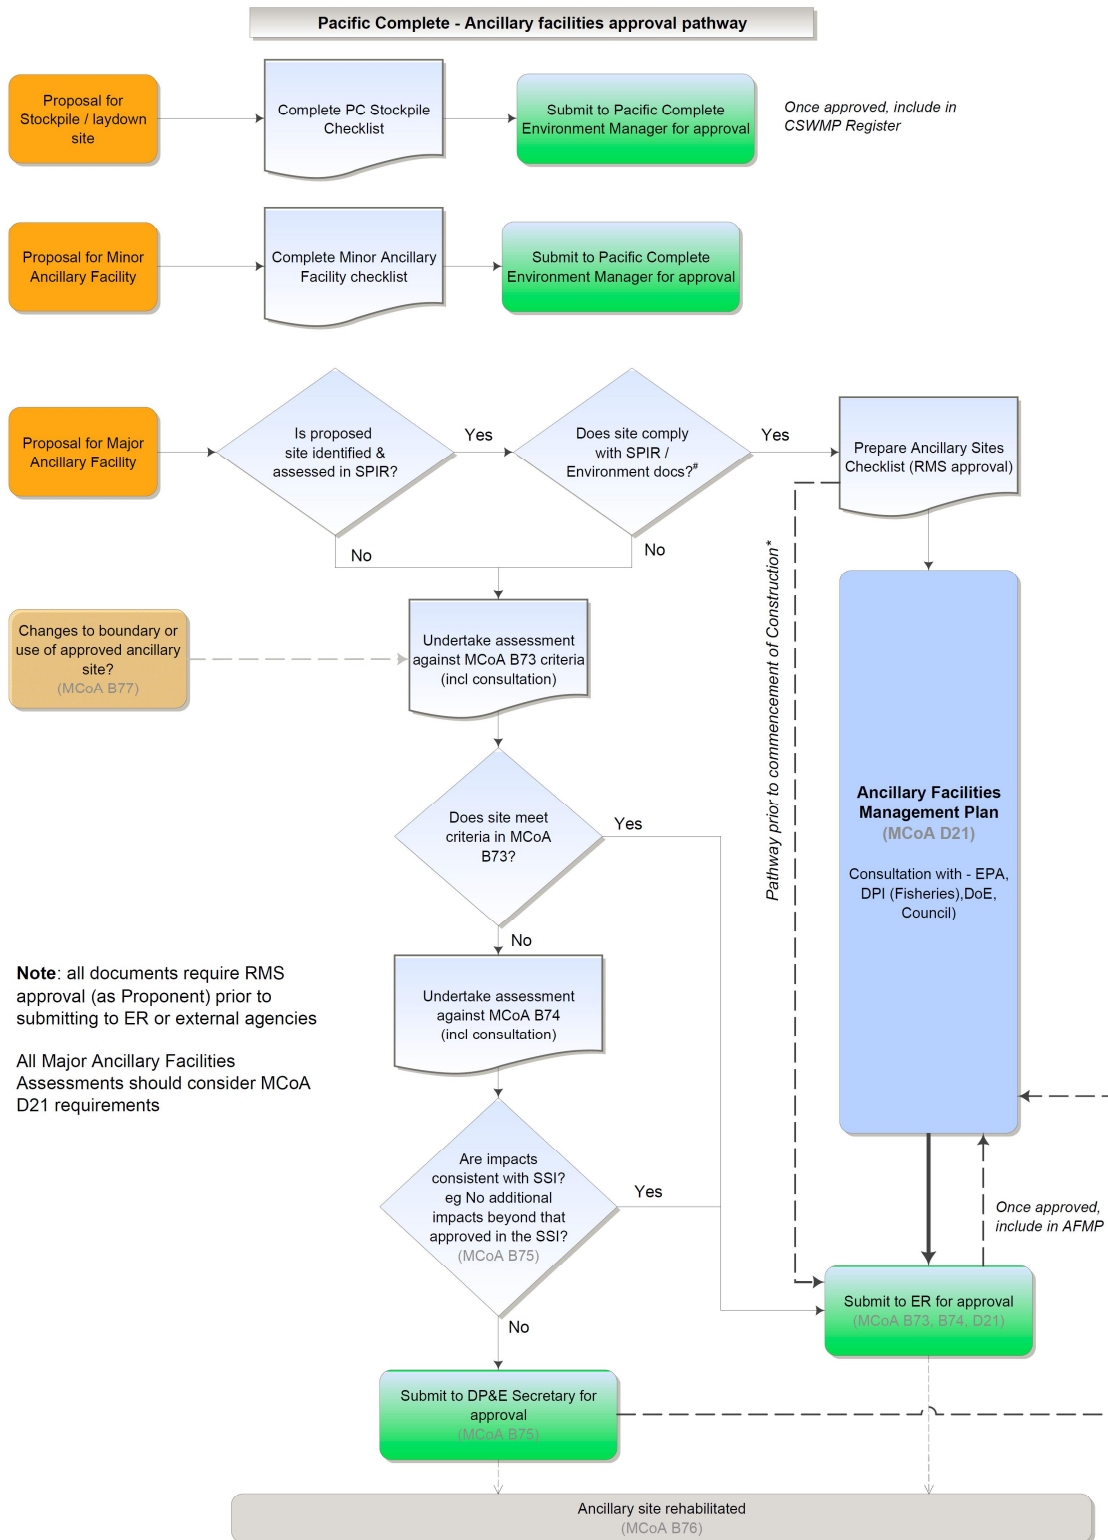 Pacific Complete - Ancillary facilities approval pathway
Proposal for
Stockpile / laydown
site
Complete PC Stockpile
Checklist
Submit to Pacific Complete
Environment Manager for approval
Once approved, include in
CSWMP Register
Proposal for Minor
Ancillary Facility
Complete Minor Ancillary
Facility checklist
Submit to Pacific Complete
Environment Manager for approval
Proposal for Major
Ancillary Facility
Is proposed
site identified &
assessed in SPIR?
Yes
No
Does site comply
with SPIR /
Environment docs?#
Yes
No
Prepare Ancillary Sites
Checklist (RMS approval)
Pathway prior to commencement of Construction*
Changes to boundary or
use of approved ancillary
site?
(MCoA B77)
Undertake assessment
against MCoA B73 criteria
(incl consultation)
Does site meet
criteria in MCoA
B73?
Yes
No
Ancillary Facilities
Management Plan
(MCoA D21)
Consultation with - EPA,
DPI (Fisheries),DoE,
Council)
Note: all documents require RMS
approval (as Proponent) prior to
submitting to ER or external agencies
All Major Ancillary Facilities
Assessments should consider MCoA
D21 requirements
Undertake assessment
against MCoA B74
(incl consultation)
Are impacts
consistent with SSI?
eg No additional
impacts beyond that
approved in the SSI?
(MCoA B75)
Yes
No
Once approved,
include in AFMP
Submit to ER for approval
(MCoA B73, B74, D21)
Submit to DP&E Secretary for
approval
(MCoA B75)
Ancillary site rehabilitated
(MCoA B76)